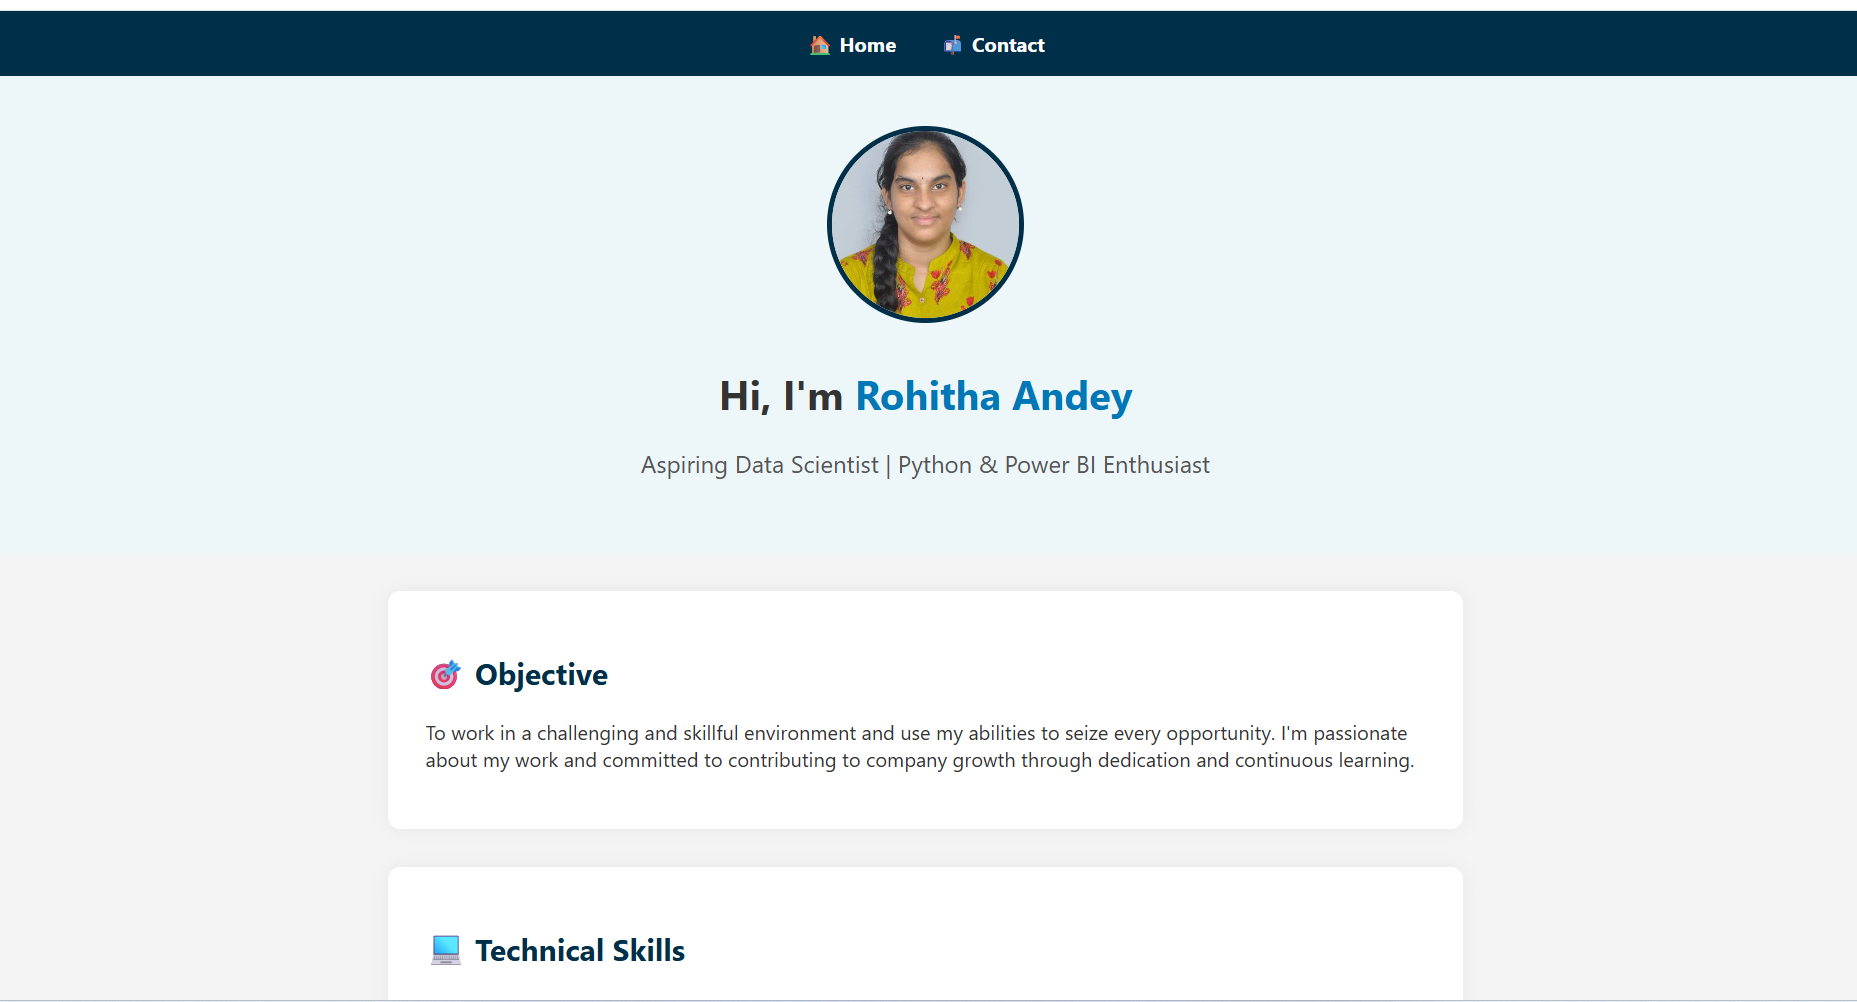 🏠 Home 📬 Contact
Hi, I'm Rohitha Andey
Aspiring Data Scientist | Python & Power BI Enthusiast
🎯 Objective
To work in a challenging and skillful environment and use my abilities to seize every opportunity. I'm passionate
about my work and committed to contributing to company growth through dedication and continuous learning.
💻 Technical Skills